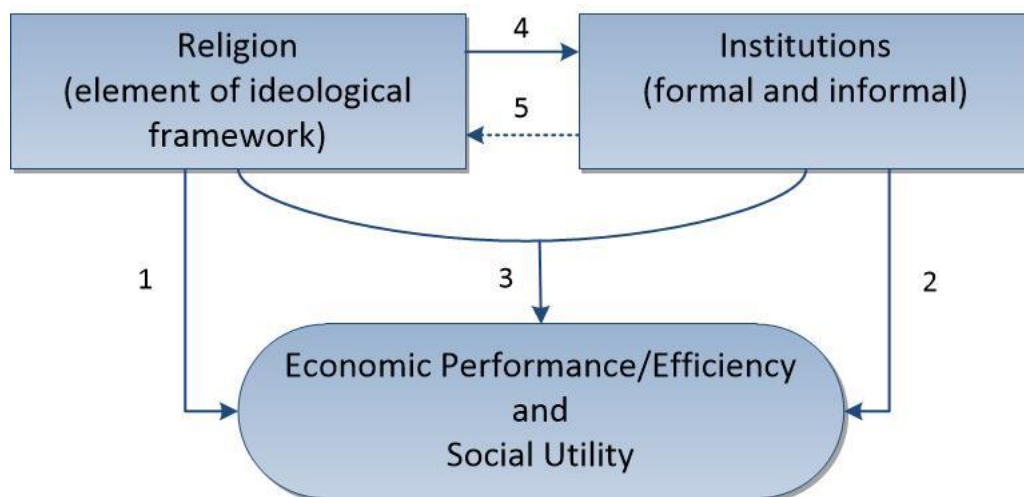 Religion
(element of ideological
framework)
4
Institutions
(formal and informal)
5
1
3
2
Economic Performance/Efficiency
and
Social Utility